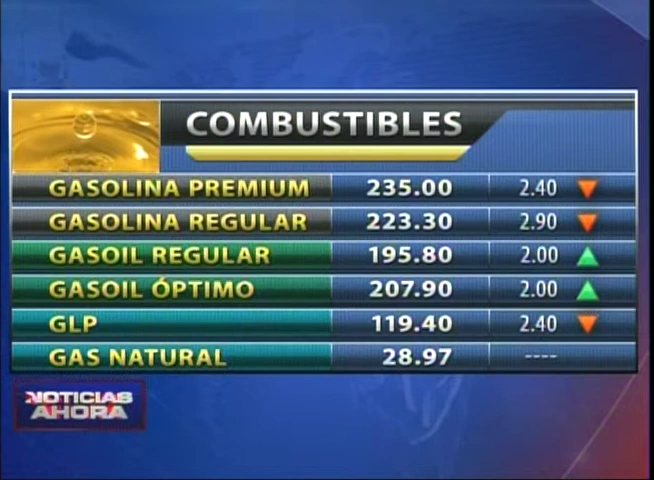 COMBUSTIBLES
GASOLINA PREMIUM 235.00 2.40
GASOLINA REGULAR 223.30 2.90
GASOIL REGULAR 195.80 2.00
GASOIL ÓPTIMO 207.90 2.00
GLP 119.40 2.40
GAS NATURAL 28.97 ----
NOTICIAS
AHORA